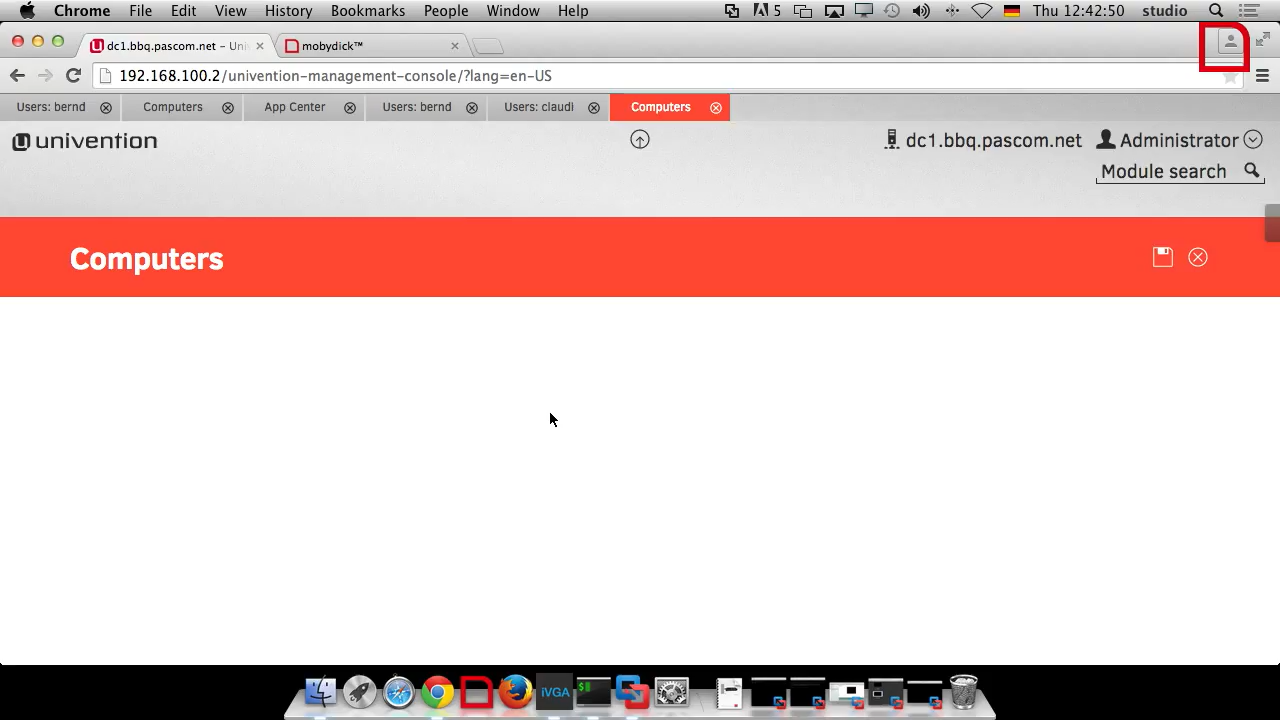 Chrome File Edit View History Bookmarks People Window Help 5 Thu 12:42:50 studio
dc1.bbq.pascom.net – Uni mobydick™
192.168.100.2/univention-management-console/?lang=en-US
Users: bernd Computers App Center Users: bernd Users: claudi Computers
univention dc1.bbq.pascom.net Administrator
Module search
Computers
iVGA